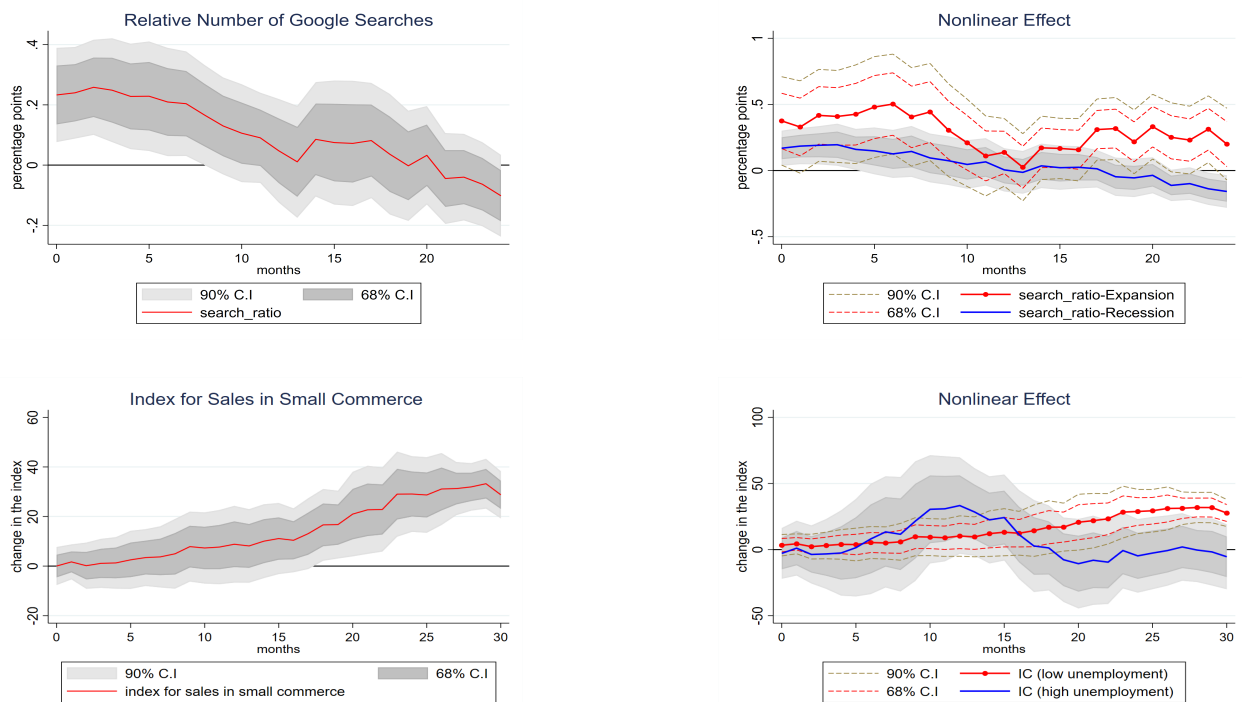 Relative Number of Google Searches
percentage points
.4
.2
0
-.2
0 5 10 15 20
months
90% C.I 68% C.I
search_ratio
Nonlinear Effect
percentage points
1
.5
0
-.5
0 5 10 15 20
months
90% C.I search_ratio-Expansion
68% C.I search_ratio-Recession
Index for Sales in Small Commerce
change in the index
60
40
20
0
-20
0 5 10 15 20 25 30
months
90% C.I 68% C.I
index for sales in small commerce
Nonlinear Effect
change in the index
100
50
0
-50
0 5 10 15 20 25 30
months
90% C.I IC (low unemployment)
68% C.I IC (high unemployment)